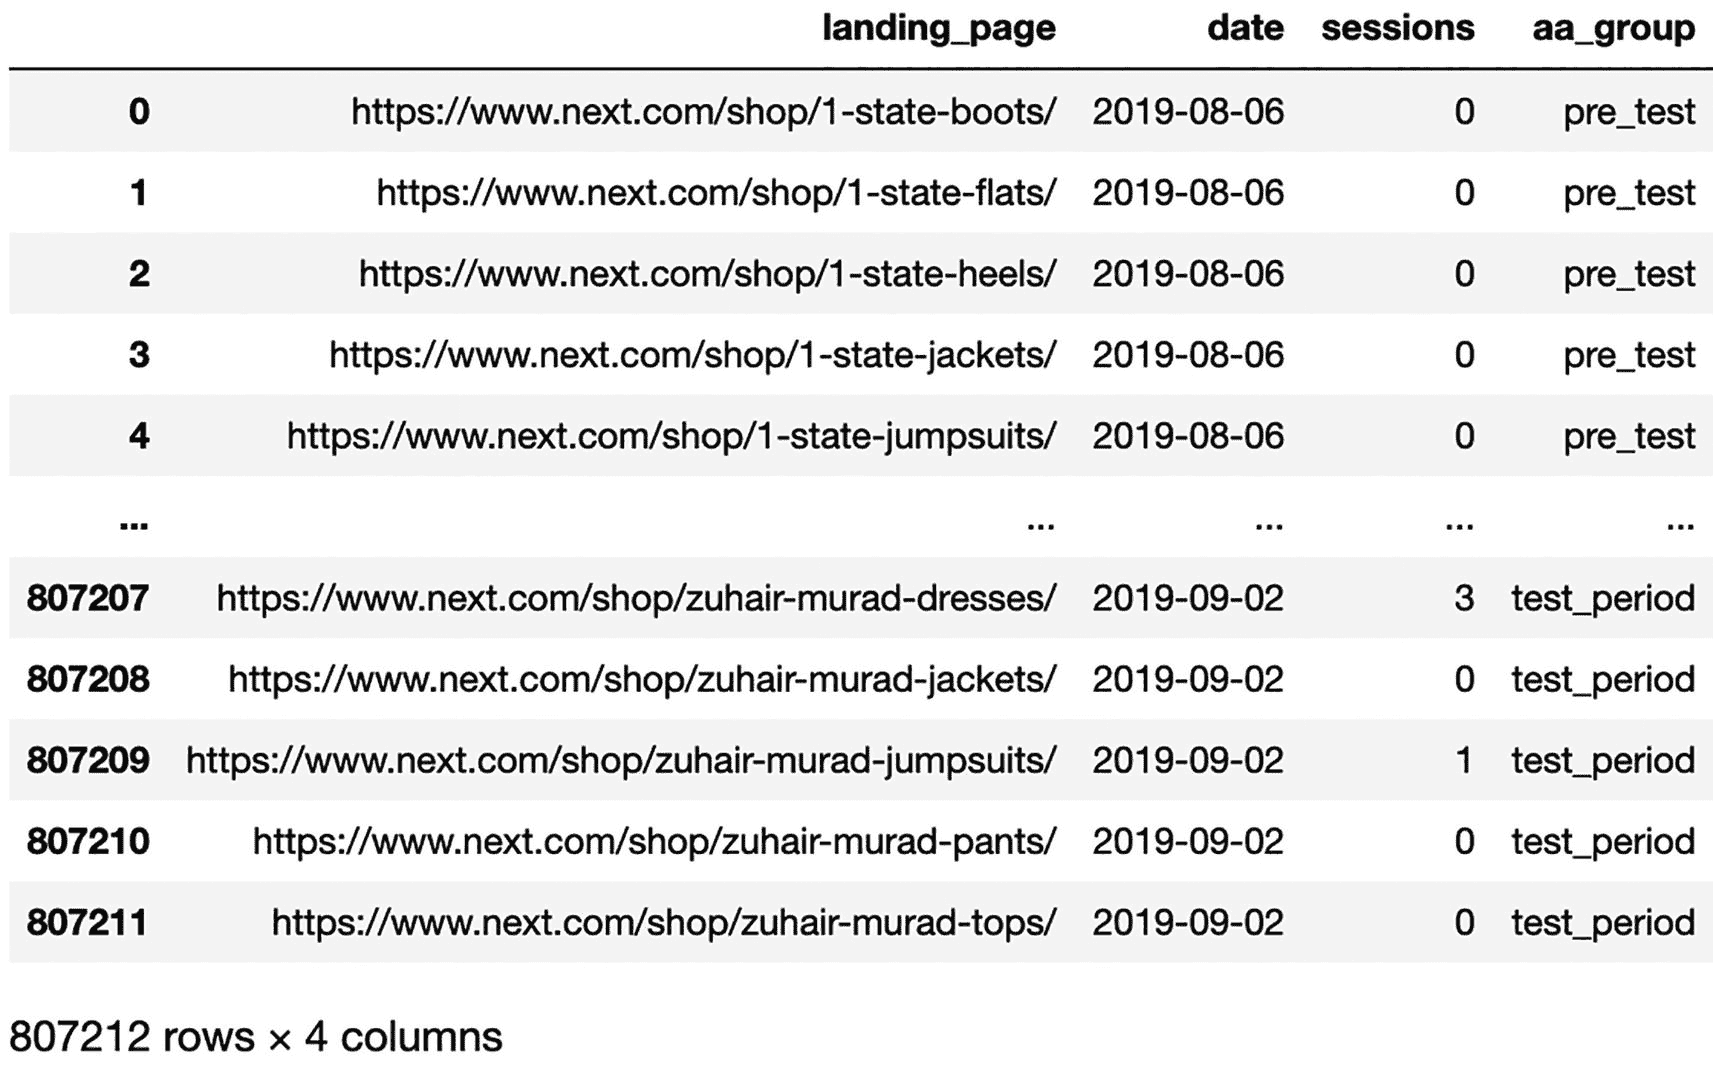 landing_page date sessions aa_group
0 https://www.next.com/shop/1-state-boots/ 2019-08-06 0 pre_test
1 https://www.next.com/shop/1-state-flats/ 2019-08-06 0 pre_test
2 https://www.next.com/shop/1-state-heels/ 2019-08-06 0 pre_test
3 https://www.next.com/shop/1-state-jackets/ 2019-08-06 0 pre_test
4 https://www.next.com/shop/1-state-jumpsuits/ 2019-08-06 0 pre_test
... ... ... ... ...
807207 https://www.next.com/shop/zuhair-murad-dresses/ 2019-09-02 3 test_period
807208 https://www.next.com/shop/zuhair-murad-jackets/ 2019-09-02 0 test_period
807209 https://www.next.com/shop/zuhair-murad-jumpsuits/ 2019-09-02 1 test_period
807210 https://www.next.com/shop/zuhair-murad-pants/ 2019-09-02 0 test_period
807211 https://www.next.com/shop/zuhair-murad-tops/ 2019-09-02 0 test_period
807212 rows × 4 columns